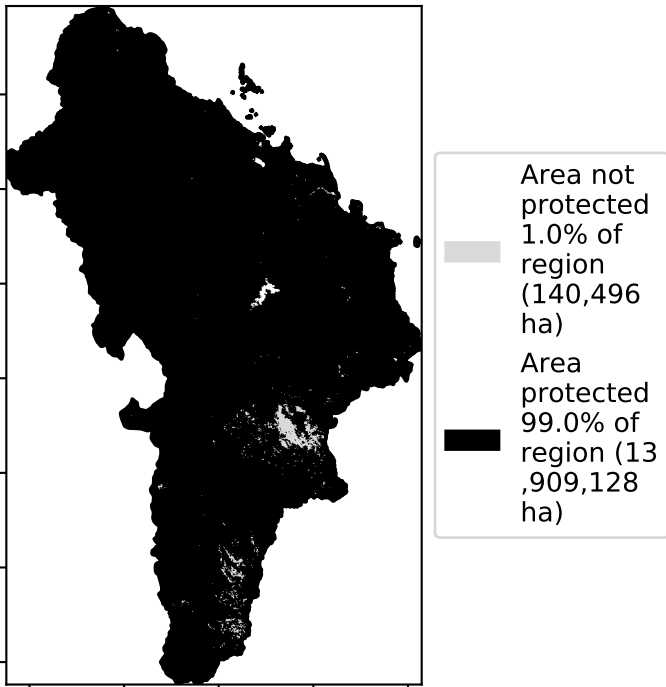 Area not
protected
1.0% of
region
(140,496
ha)
Area
protected
99.0% of
region (13
,909,128
ha)